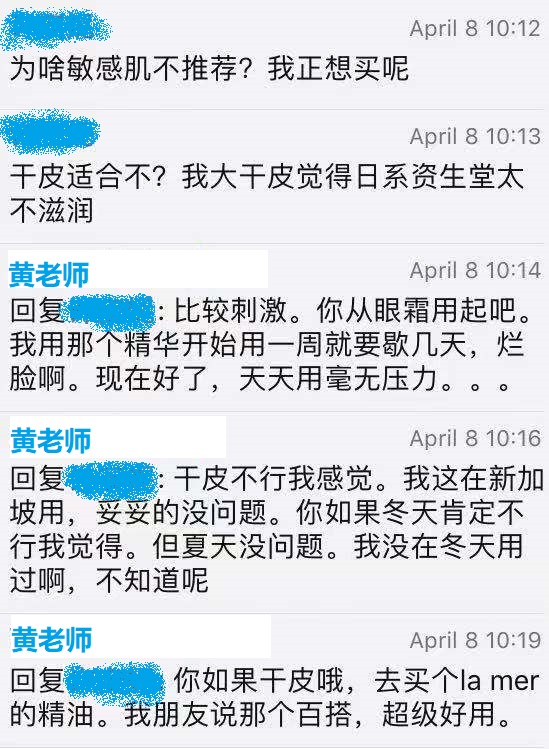 April 8 10:12
为啥敏感肌不推荐？我正想买呢
April 8 10:13
干皮适合不？我大干皮觉得日系资生堂太
不滋润
黄老师 April 8 10:14
回复 : 比较刺激。你从眼霜用起吧。
我用那个精华开始用一周就要歇几天，烂
脸啊。现在好了，天天用毫无压力。。。
黄老师 April 8 10:16
回复 : 干皮不行我感觉。我这在新加
坡用，妥妥的没问题。你如果冬天肯定不
行我觉得。但夏天没问题。我没在冬天用
过啊，不知道呢
黄老师 April 8 10:19
回复 你如果干皮哦，去买个la mer
的精油。我朋友说那个百搭，超级好用。